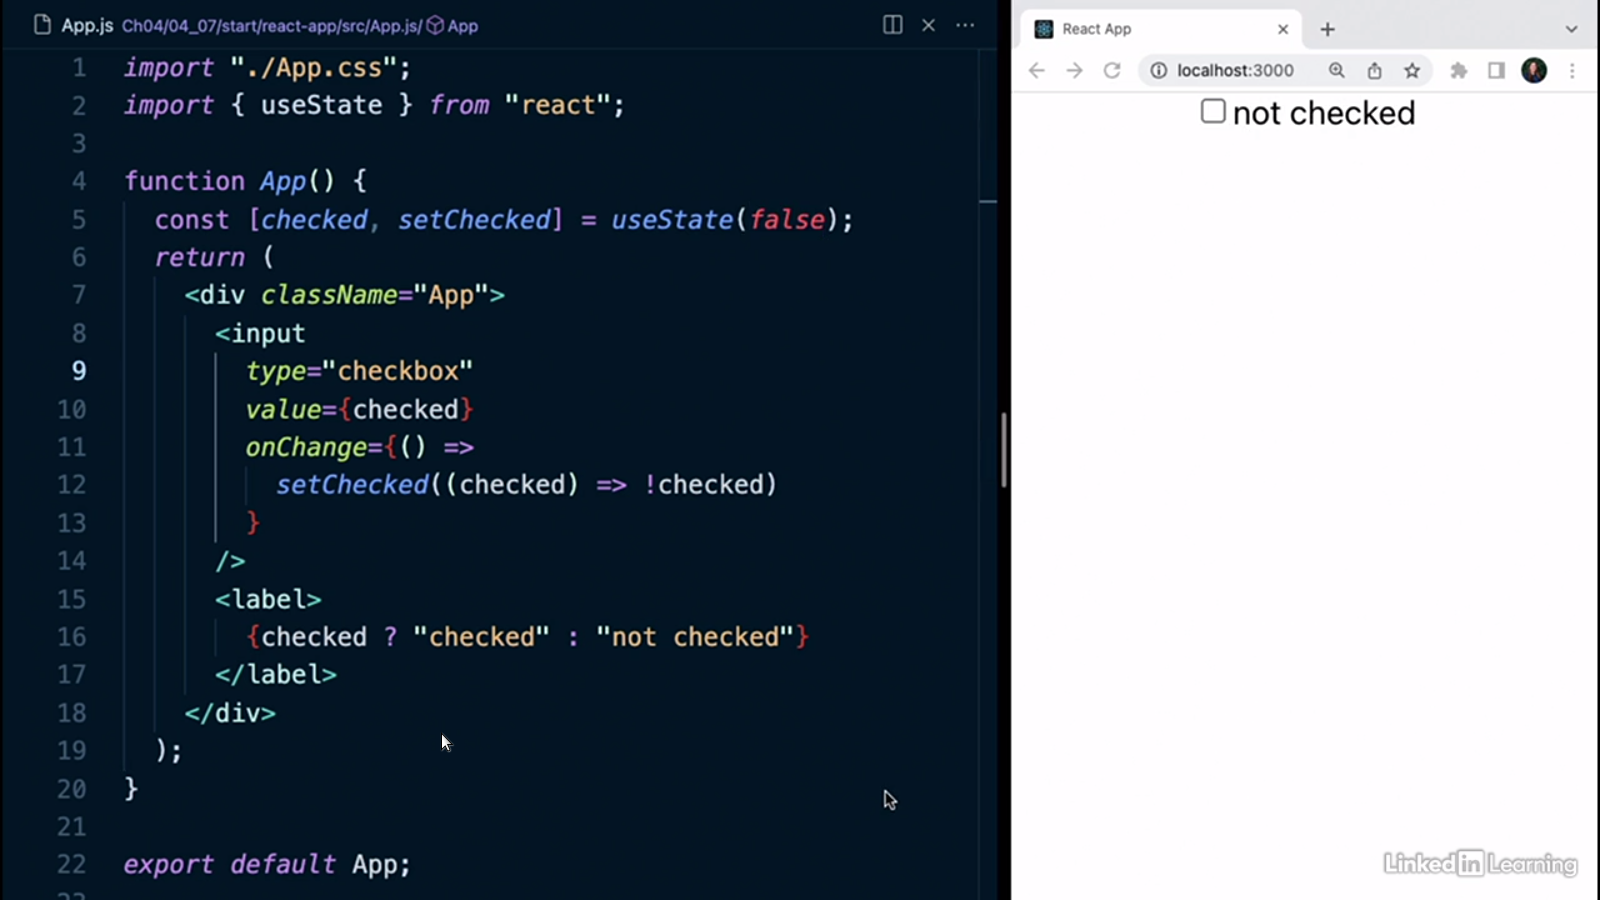 App.js Ch04/04_07/start/react-app/src/App.js/ App
1 import "./App.css";
2 import { useState } from "react";
3
4 function App() {
5 const [checked, setChecked] = useState(false);
6 return (
7 <div className="App">
8 <input
9 type="checkbox"
10 value={checked}
11 onChange={() =>
12 setChecked((checked) => !checked)
13 }
14 />
15 <label>
16 {checked ? "checked" : "not checked"}
17 </label>
18 </div>
19 );
20 }
21
22 export default App;
React App
localhost:3000
not checked
LinkedIn Learning